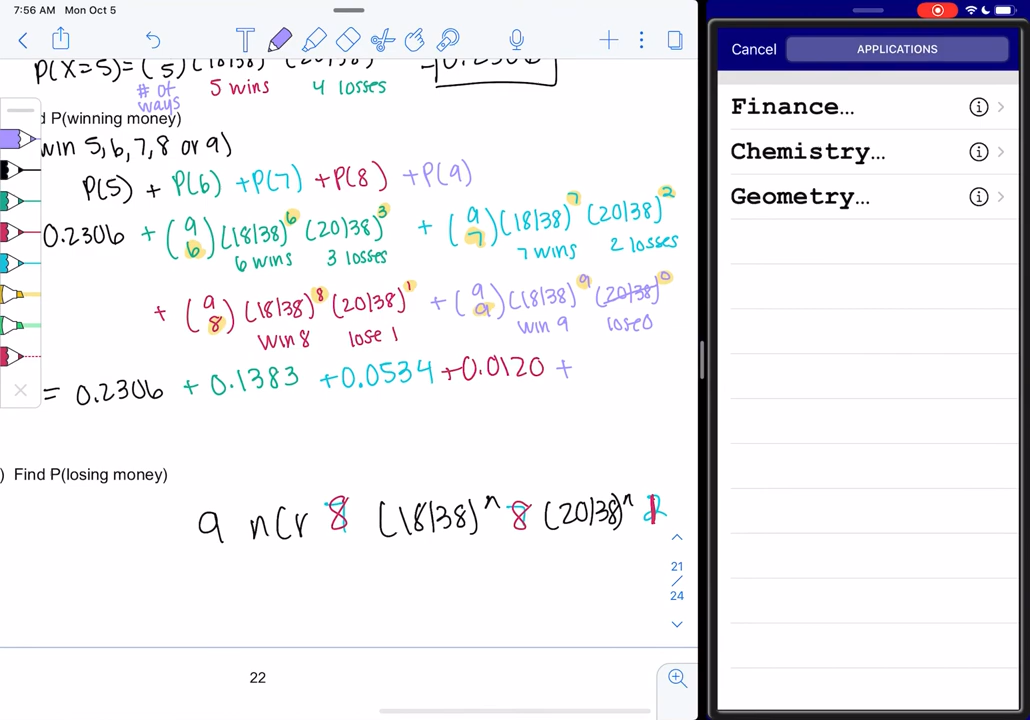 7:56 AM Mon Oct 5
P(X=5)=(5)(18/38) (20/38) = 0.2306
# of ways 5 wins 4 losses
d P(winning money)
win 5,6,7,8 or 9)
P(5) + P(6) +P(7) +P(8) +P(9)
0.2306 + (9 6)(18/38)^6 (20/38)^3 + (9 7)(18/38)^7 (20/38)^2
6 wins 3 losses 7 wins 2 losses
+ (9 8)(18/38)^8 (20/38)^1 + (9 9)(18/38)^9 (20/38)^0
win 8 lose 1 win 9 lose 0
= 0.2306 + 0.1383 +0.0534 +0.0120 +
) Find P(losing money)
9 nCr 8 (18/38)^n 8 (20/38)^n 1
21
/
24
22
Cancel APPLICATIONS
Finance...
Chemistry...
Geometry...